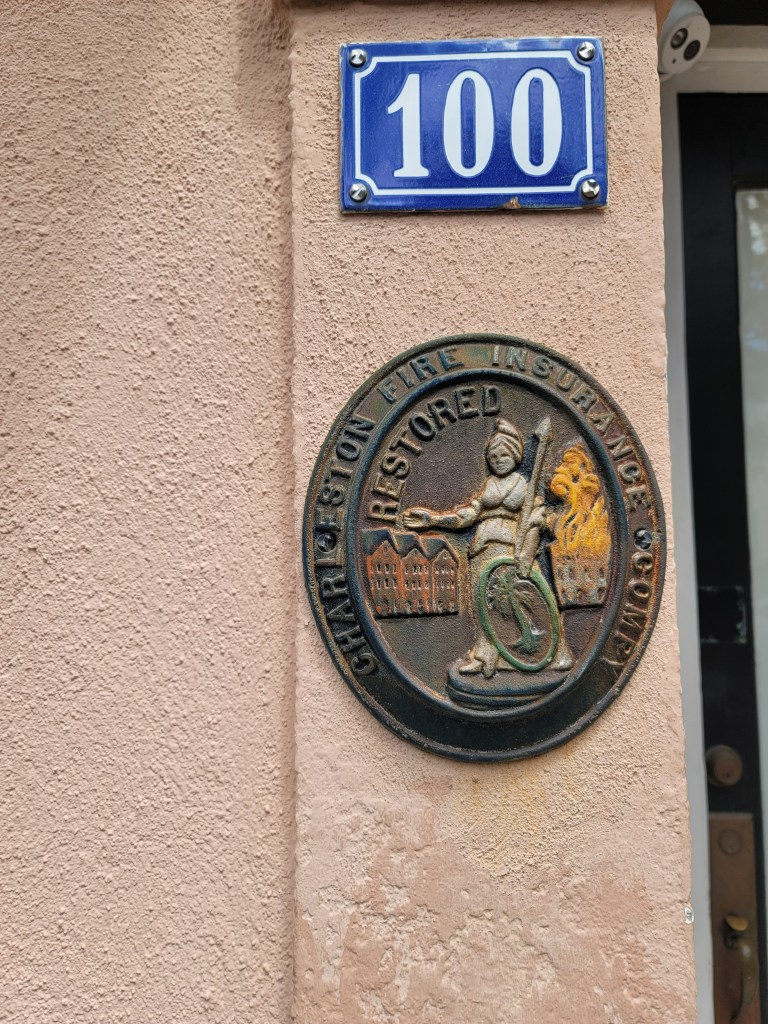 100
CHARLESTON FIRE INSURANCE COMPY
RESTORED